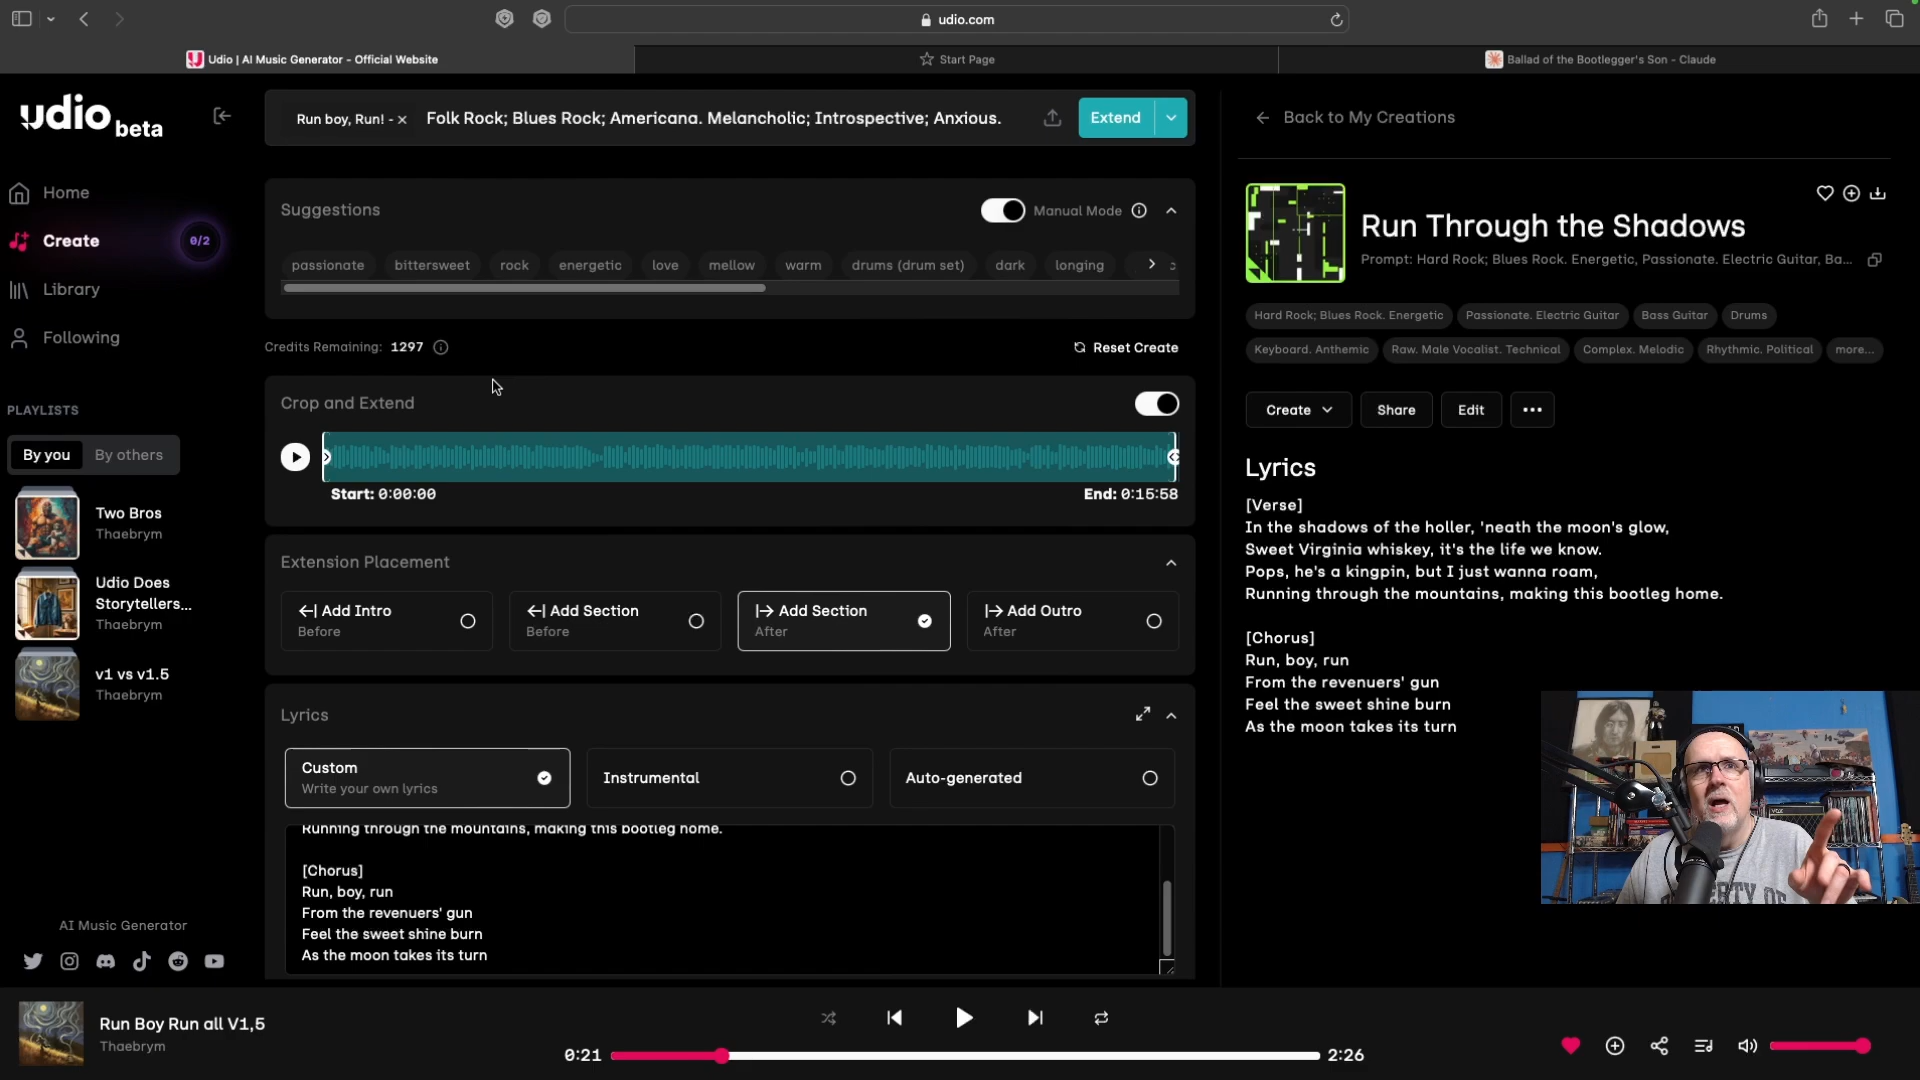 udio.com
Udio | AI Music Generator - Official Website
Start Page
Ballad of the Bootlegger's Son - Claude
udio beta
Run boy, Run! - ×
Folk Rock; Blues Rock; Americana. Melancholic; Introspective; Anxious.
Extend
Back to My Creations
Home
Create
0/2
Library
Following
PLAYLISTS
By you
By others
Two Bros
Thaebrym
Udio Does
Storytellers...
Thaebrym
v1 vs v1.5
Thaebrym
AI Music Generator
Suggestions
Manual Mode
passionate
bittersweet
rock
energetic
love
mellow
warm
drums (drum set)
dark
longing
Credits Remaining: 1297
Reset Create
Crop and Extend
Start: 0:00:00
End: 0:15:58
Extension Placement
Add Intro
Before
Add Section
Before
Add Section
After
Add Outro
After
Lyrics
Custom
Write your own lyrics
Instrumental
Auto-generated
Running through the mountains, making this bootleg home.
[Chorus]
Run, boy, run
From the revenuers' gun
Feel the sweet shine burn
As the moon takes its turn
Run Through the Shadows
Prompt: Hard Rock; Blues Rock. Energetic, Passionate. Electric Guitar, Ba...
Hard Rock; Blues Rock. Energetic
Passionate. Electric Guitar
Bass Guitar
Drums
Keyboard. Anthemic
Raw. Male Vocalist. Technical
Complex. Melodic
Rhythmic. Political
more...
Create
Share
Edit
Lyrics
[Verse]
In the shadows of the holler, 'neath the moon's glow,
Sweet Virginia whiskey, it's the life we know.
Pops, he's a kingpin, but I just wanna roam,
Running through the mountains, making this bootleg home.
[Chorus]
Run, boy, run
From the revenuers' gun
Feel the sweet shine burn
As the moon takes its turn
VOX
Run Boy Run all V1,5
Thaebrym
0:21
2:26